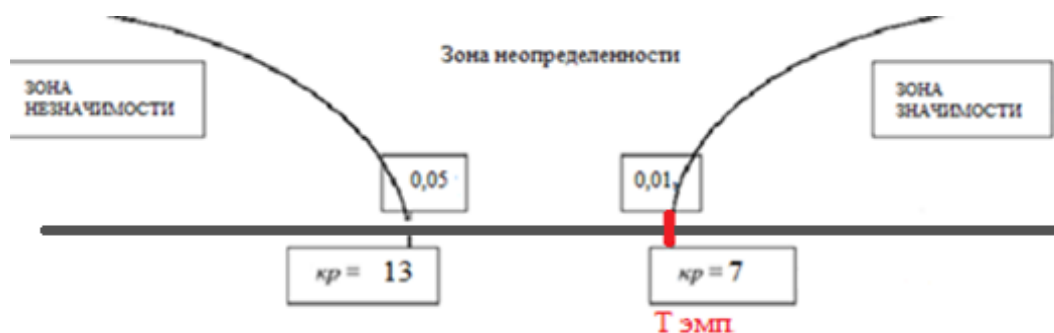 Зона неопределенности
ЗОНА
НЕЗНАЧИМОСТИ
ЗОНА
ЗНАЧИМОСТИ
0,05
0,01,
кр = 13
кр = 7
Т эмп